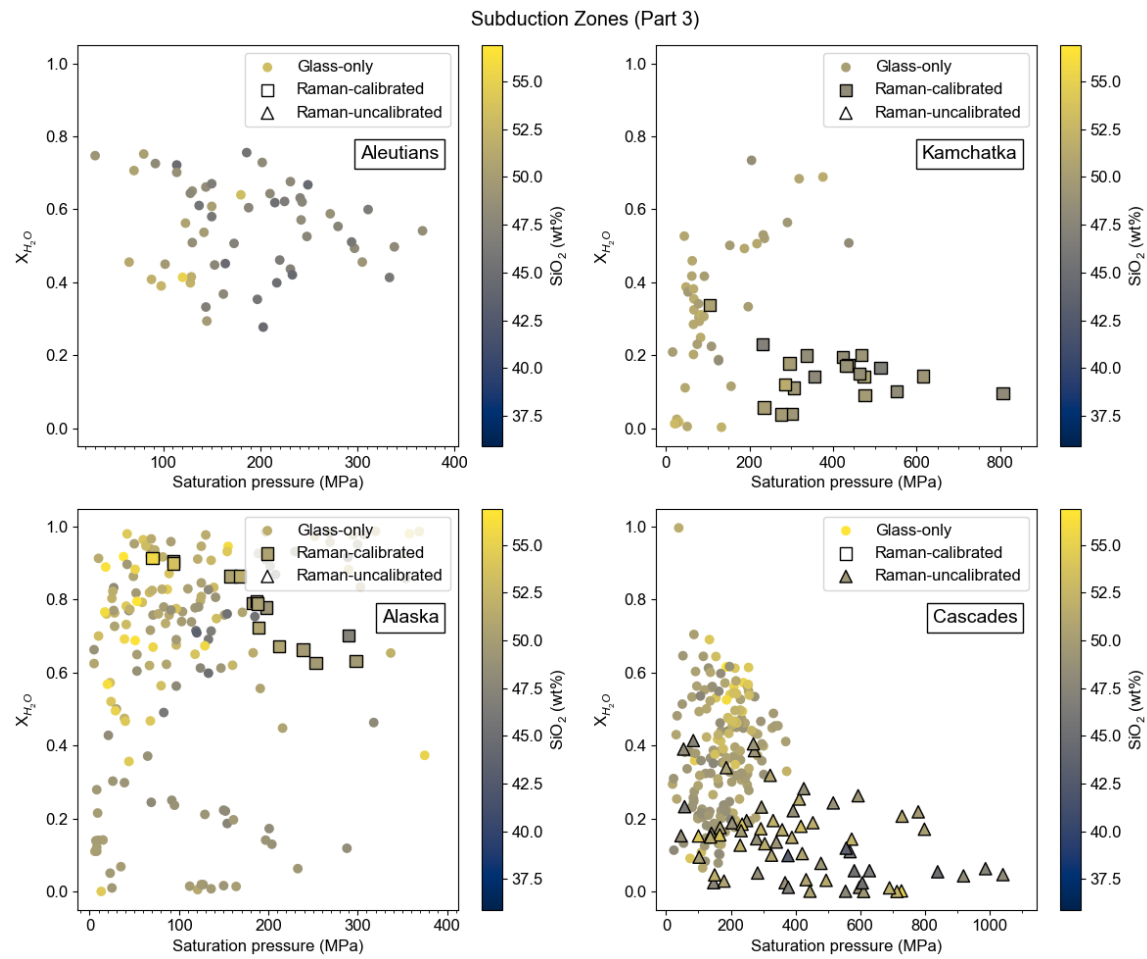 Subduction Zones (Part 3)
Glass-only
Raman-calibrated
Raman-uncalibrated
Aleutians
1.0
0.8
0.6
0.4
0.2
0.0
X_{H_2O}
100
200
300
400
Saturation pressure (MPa)
55.0
52.5
50.0
47.5
45.0
42.5
40.0
37.5
SiO₂ (wt%)
Glass-only
Raman-calibrated
Raman-uncalibrated
Kamchatka
1.0
0.8
0.6
0.4
0.2
0.0
X_{H_2O}
0
200
400
600
800
Saturation pressure (MPa)
55.0
52.5
50.0
47.5
45.0
42.5
40.0
37.5
SiO₂ (wt%)
Glass-only
Raman-calibrated
Raman-uncalibrated
Alaska
1.0
0.8
0.6
0.4
0.2
0.0
X_{H_2O}
0
100
200
300
400
Saturation pressure (MPa)
55.0
52.5
50.0
47.5
45.0
42.5
40.0
37.5
SiO₂ (wt%)
Glass-only
Raman-calibrated
Raman-uncalibrated
Cascades
1.0
0.8
0.6
0.4
0.2
0.0
X_{H_2O}
0
200
400
600
800
1000
Saturation pressure (MPa)
55.0
52.5
50.0
47.5
45.0
42.5
40.0
37.5
SiO₂ (wt%)